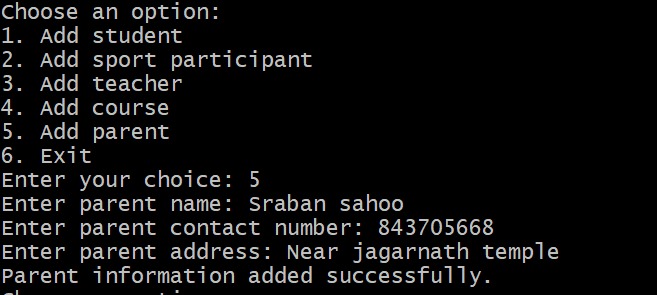 Choose an option:
1. Add student
2. Add sport participant
3. Add teacher
4. Add course
5. Add parent
6. Exit
Enter your choice: 5
Enter parent name: Sraban sahoo
Enter parent contact number: 843705668
Enter parent address: Near jagarnath temple
Parent information added successfully.